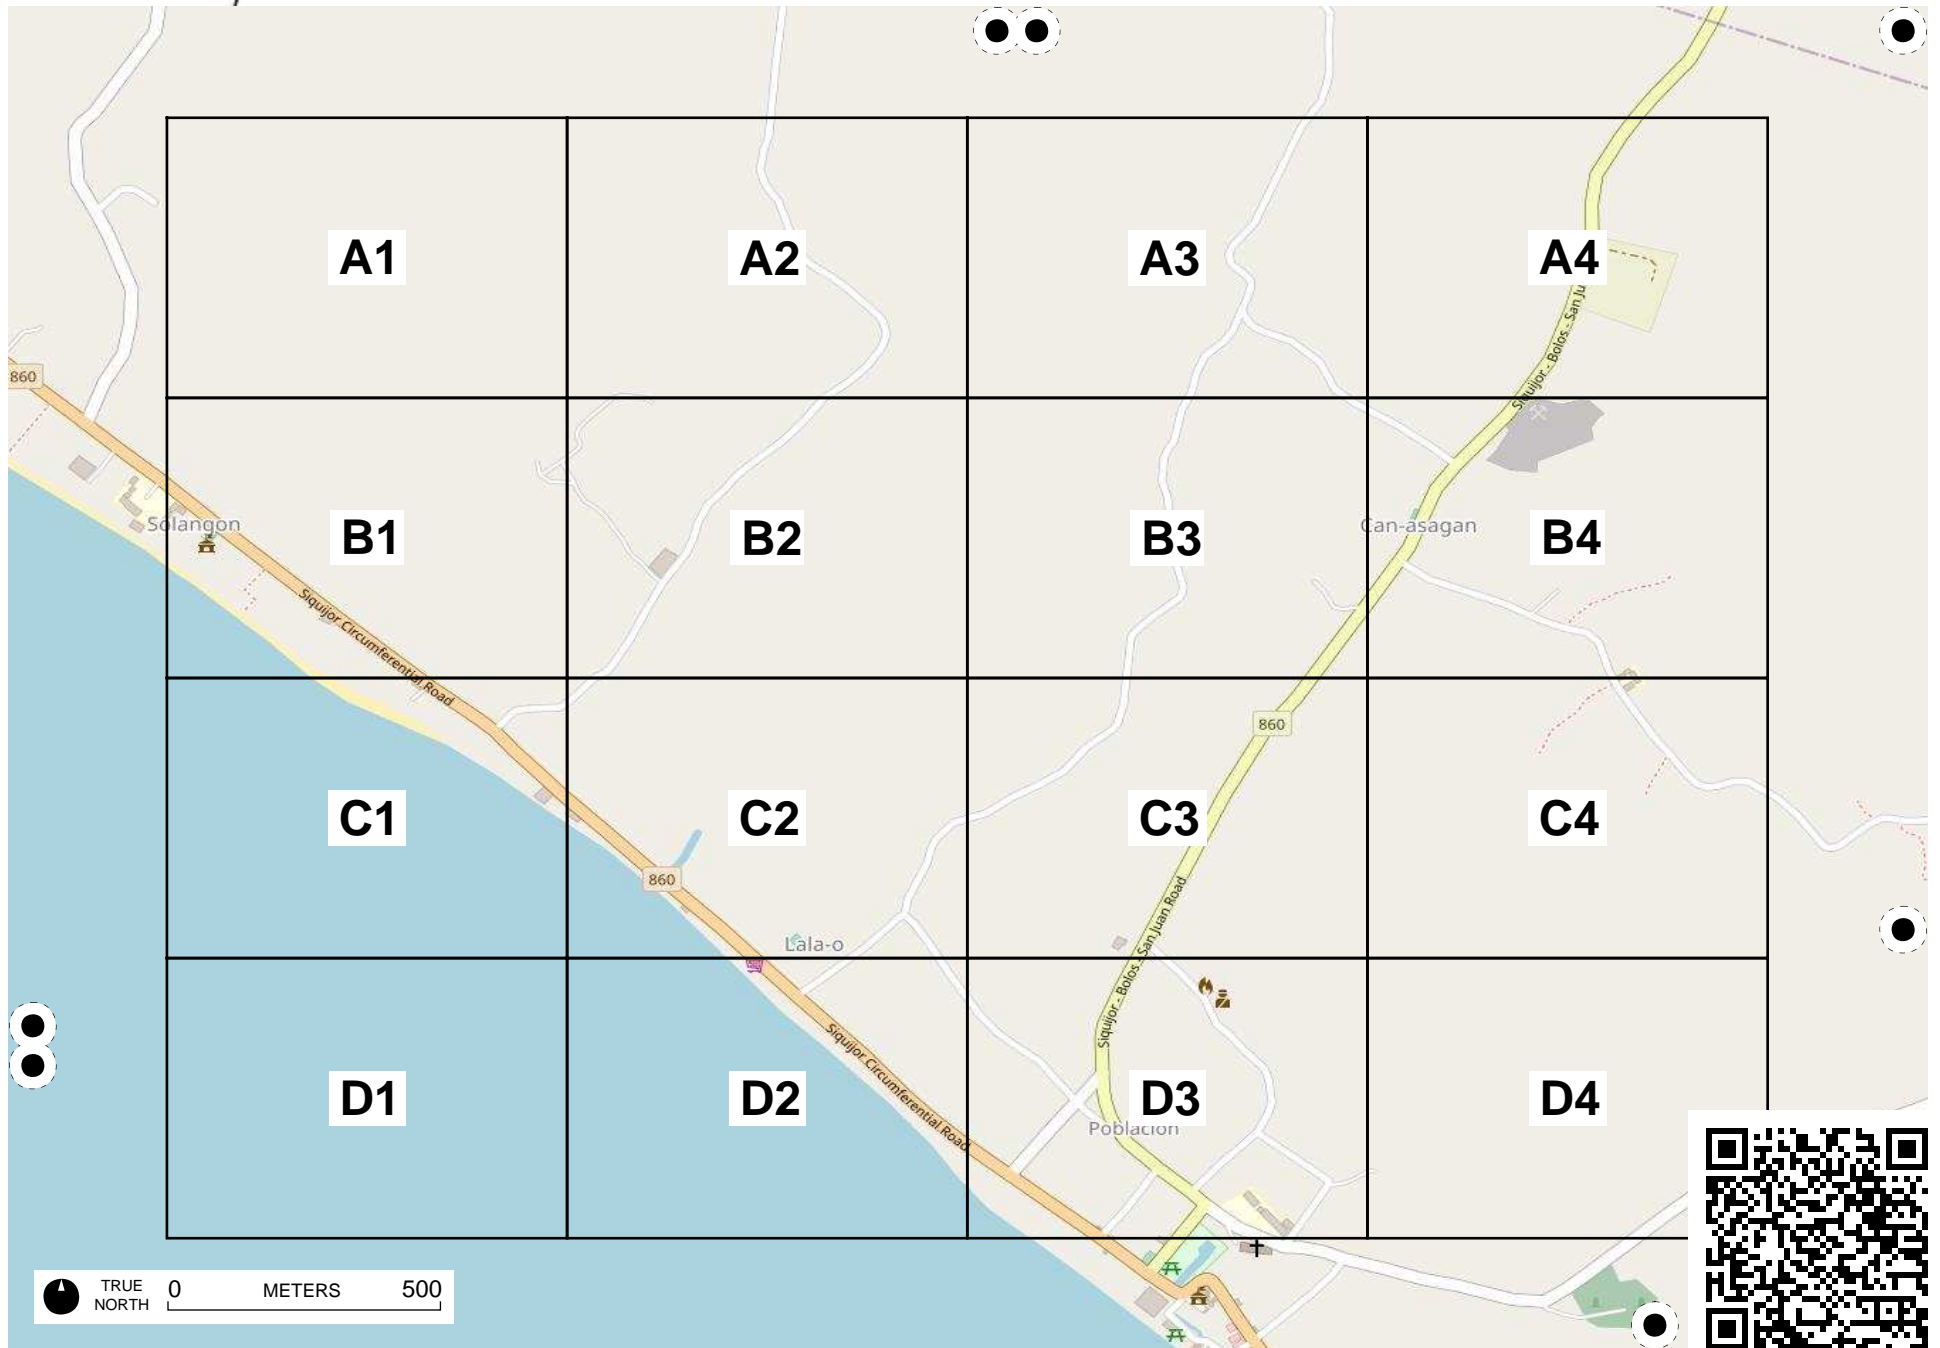 A1
A2
A3
A4
Siquijor - Bolos - San Ju
860
Solangon
B1
B2
B3
Can-asagan
B4
Siquijor Circumferential Road
860
C1
C2
C3
C4
860
Siquijor - Bolos - San Juan Road
Lala-o
Siquijor Circumferential Road
D1
D2
D3
D4
Poblacion
TRUE NORTH
0 METERS 500